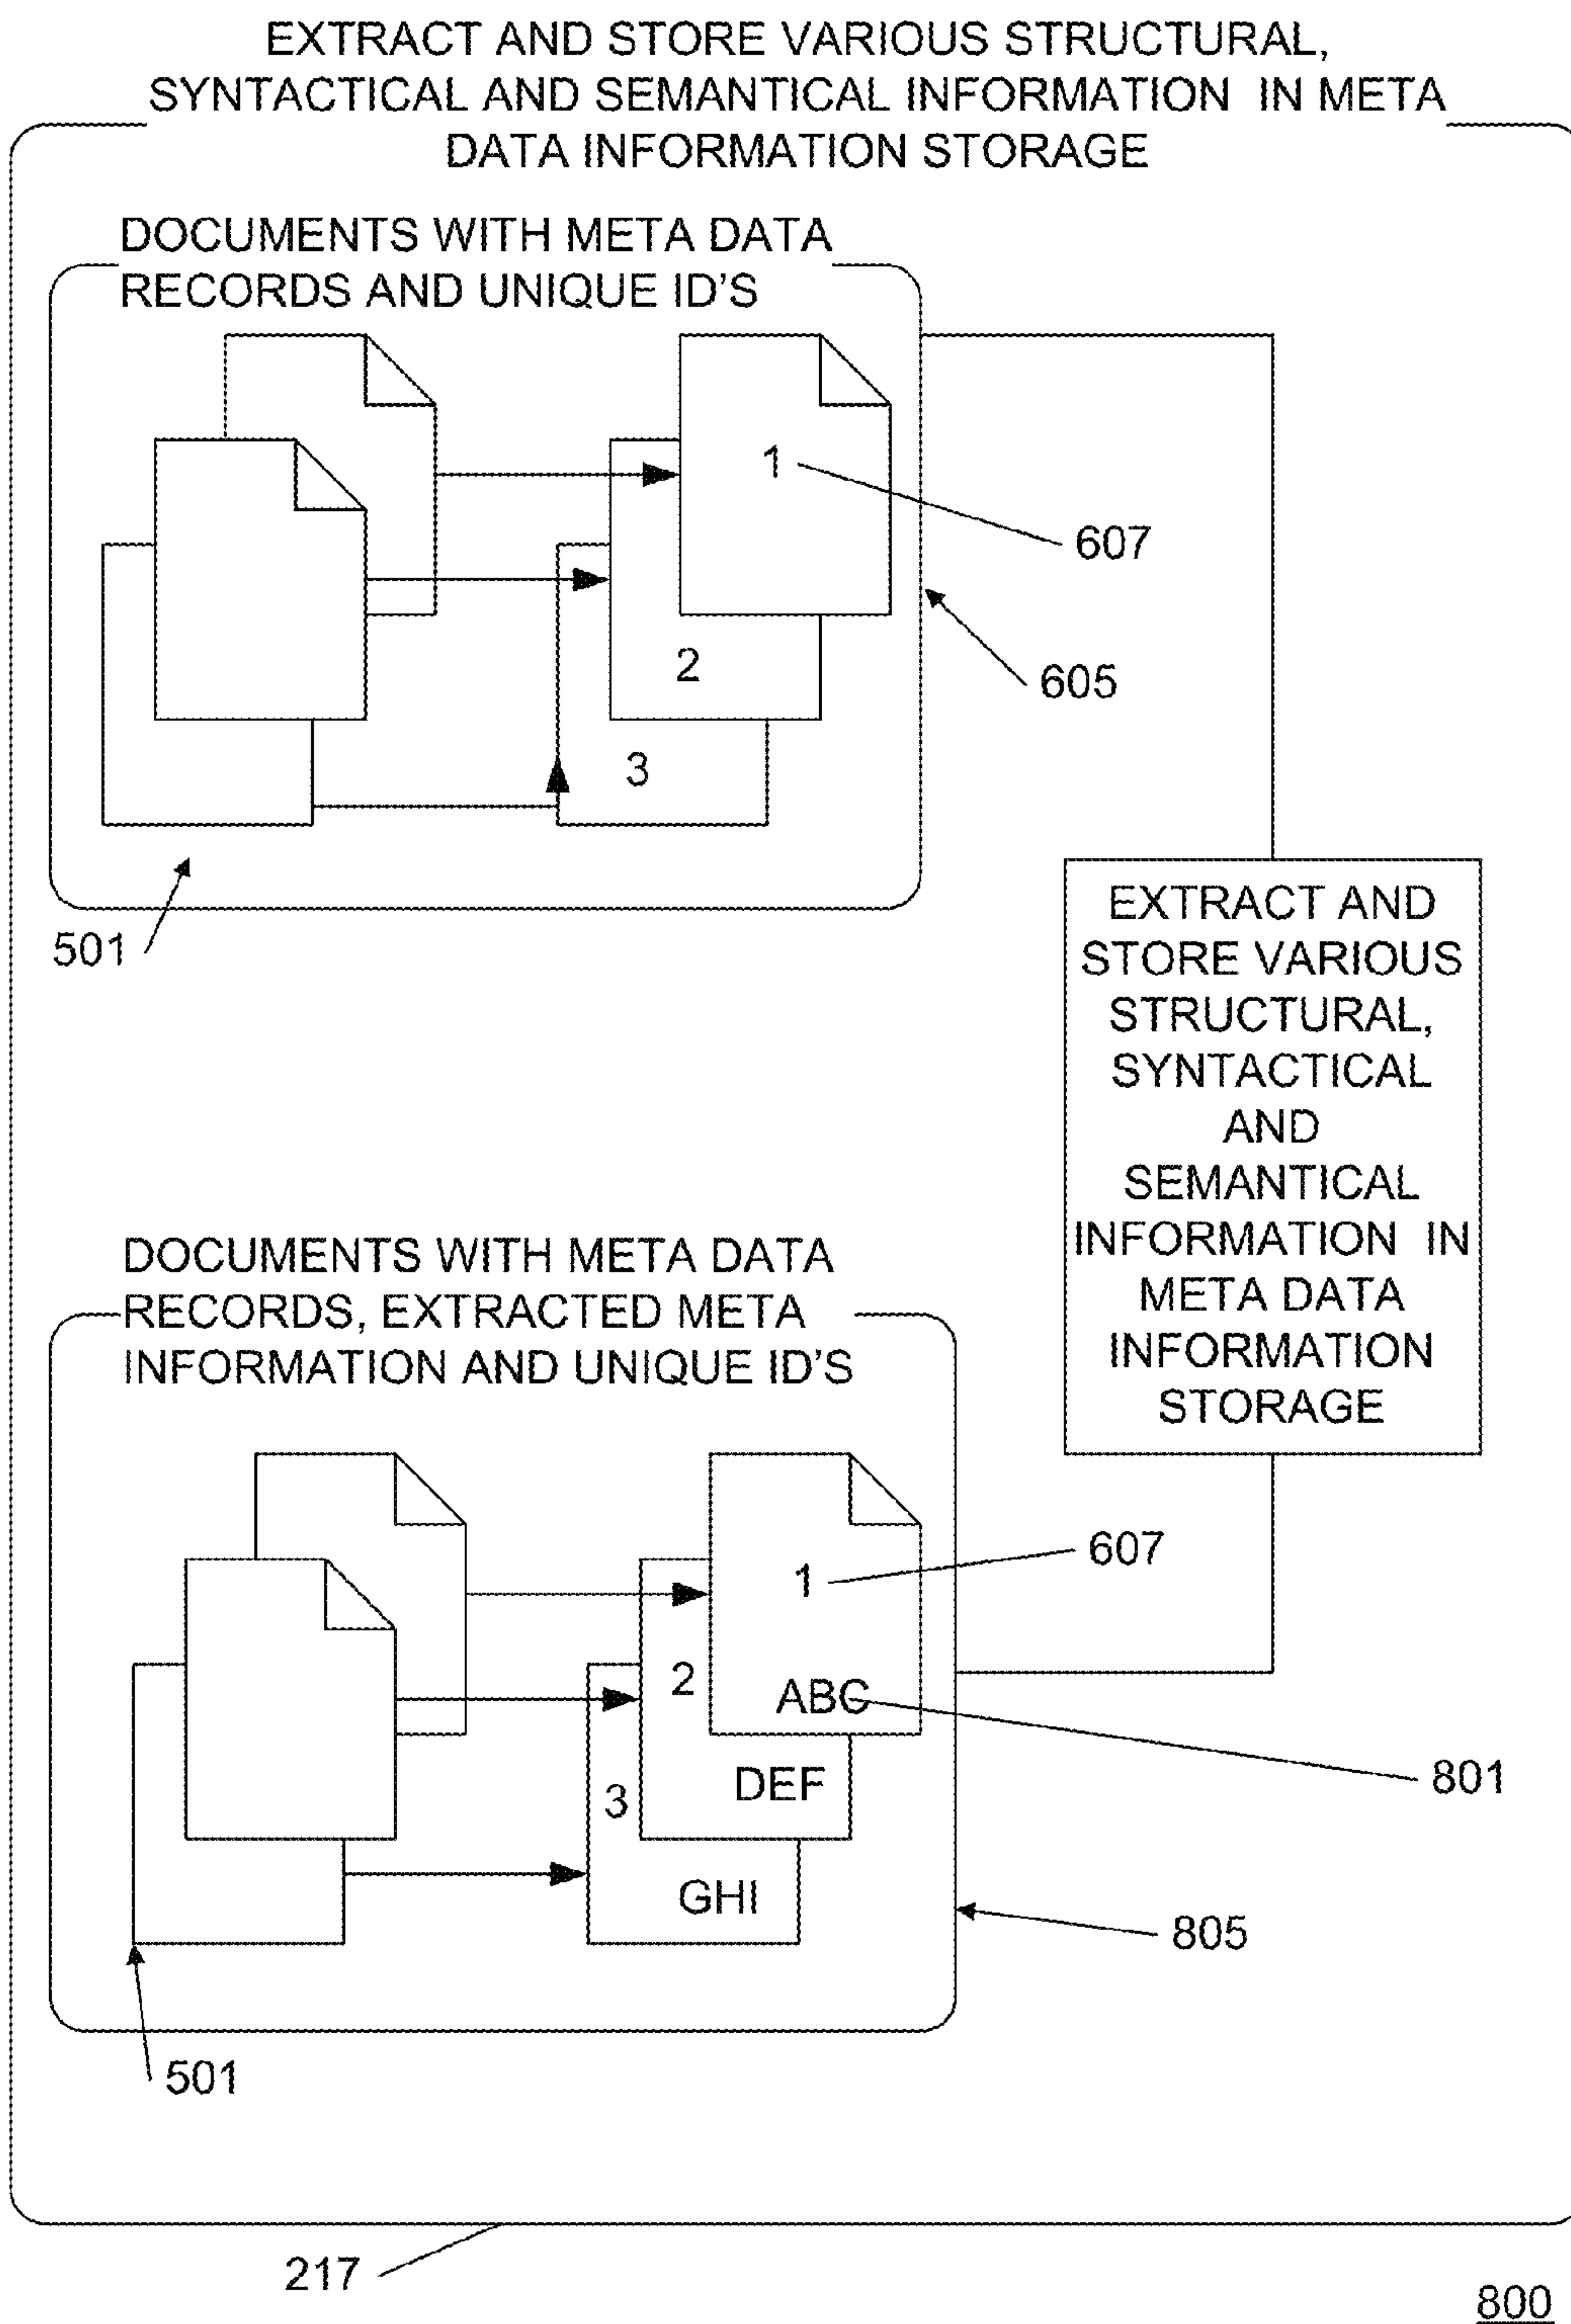 EXTRACT AND STORE VARIOUS STRUCTURAL,
SYNTACTICAL AND SEMANTICAL INFORMATION IN META
DATA INFORMATION STORAGE
DOCUMENTS WITH META DATA
RECORDS AND UNIQUE ID'S
1
607
2
605
3
501
EXTRACT AND
STORE VARIOUS
STRUCTURAL,
SYNTACTICAL
AND
SEMANTICAL
INFORMATION IN
META DATA
INFORMATION
STORAGE
DOCUMENTS WITH META DATA
RECORDS, EXTRACTED META
INFORMATION AND UNIQUE ID'S
1
607
2
ABC
801
3
DEF
GHI
805
501
217
800